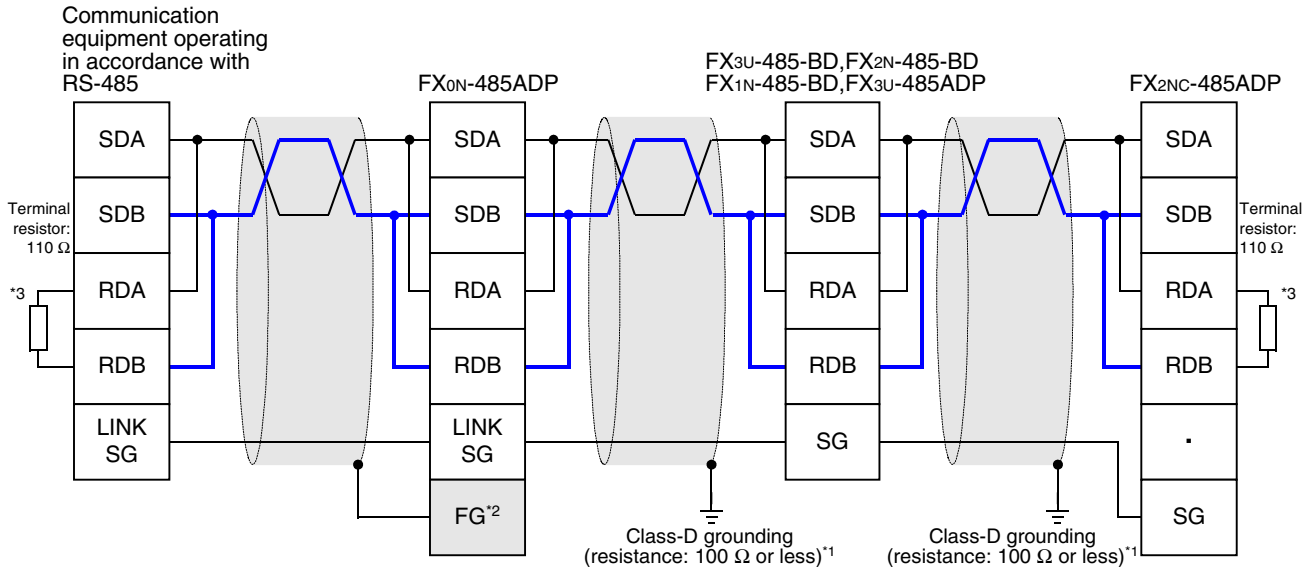 Communication
equipment operating
in accordance with
RS-485
FX0N-485ADP
FX3U-485-BD,FX2N-485-BD
FX1N-485-BD,FX3U-485ADP
FX2NC-485ADP
SDA
SDB
RDA
RDB
LINK
SG
Terminal
resistor:
110 Ω
*3
SDA
SDB
RDA
RDB
LINK
SG
FG*2
SDA
SDB
RDA
RDB
SG
SDA
SDB
RDA
RDB
.
SG
Terminal
resistor:
110 Ω
*3
Class-D grounding
(resistance: 100 Ω or less)*1
Class-D grounding
(resistance: 100 Ω or less)*1